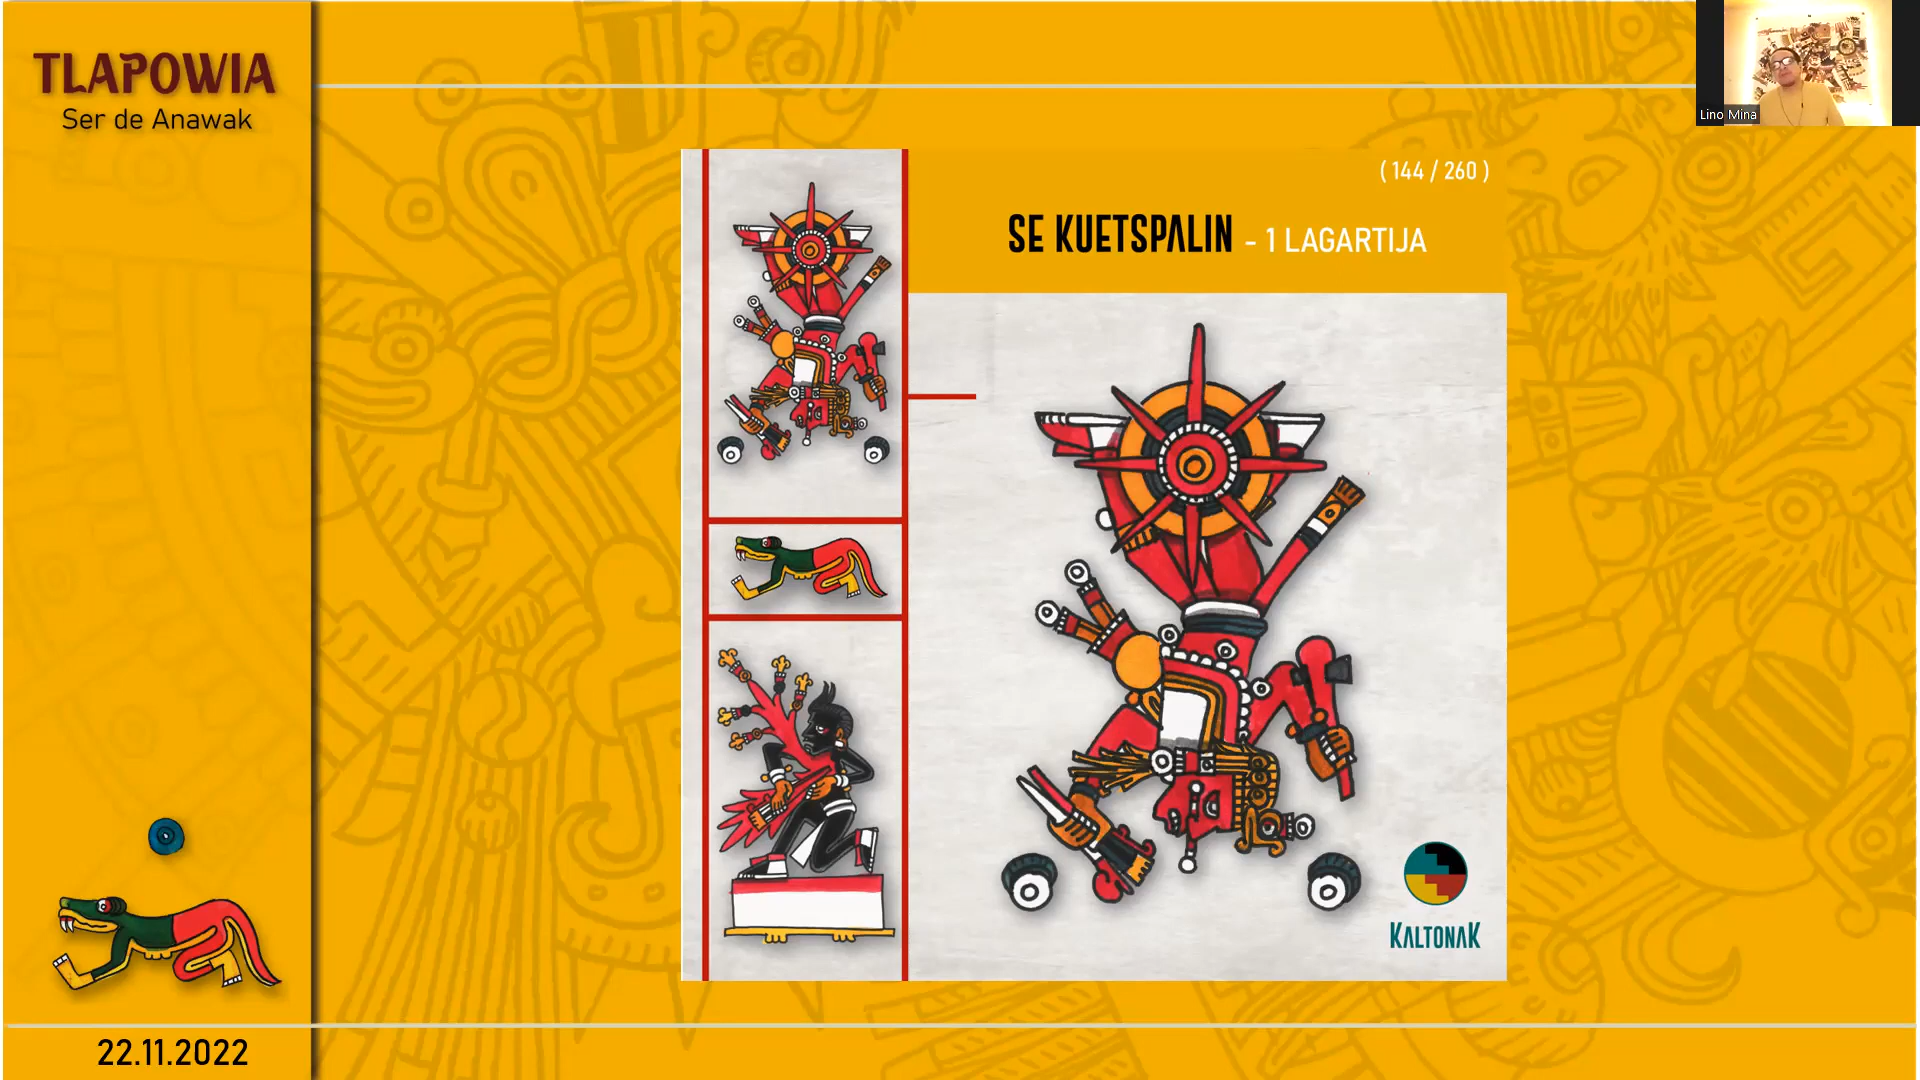 TLAPOWIA
Ser de Anawak
Lino Mina
( 144 / 260 )
SE KUETSPALIN - 1 LAGARTIJA
KALTONAK
22.11.2022